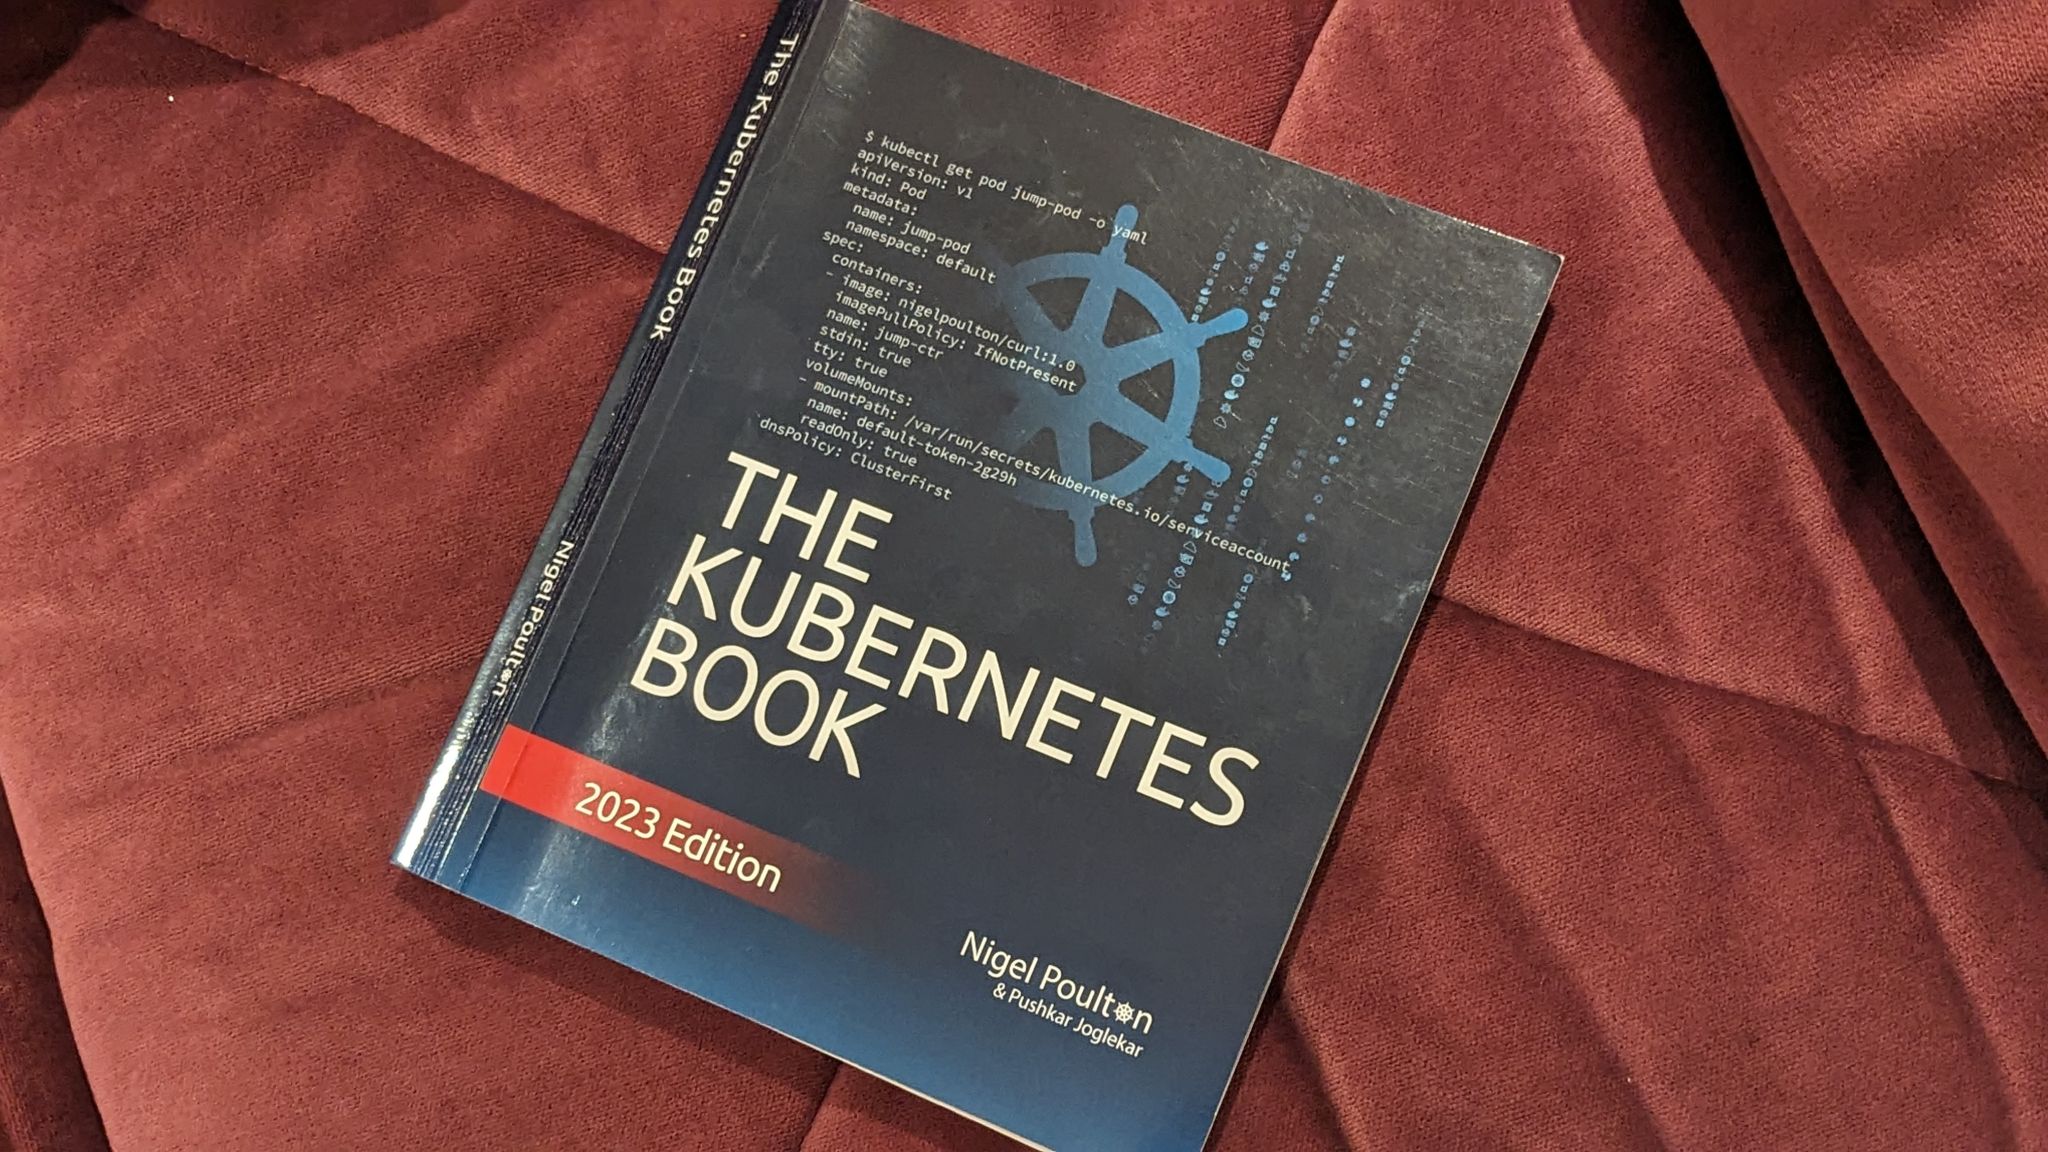 The Kubernetes Book
Nigel Poulton
$ kubectl get pod jump-pod -o yaml
apiVersion: v1
kind: Pod
metadata:
name: jump-pod
namespace: default
spec:
containers:
- image: nigelpoulton/curl:1.0
imagePullPolicy: IfNotPresent
name: jump-ctr
stdin: true
tty: true
volumeMounts:
- mountPath: /var/run/secrets/kubernetes.io/serviceaccount
name: default-token-2g29h
readOnly: true
dnsPolicy: ClusterFirst
THE
KUBERNETES
BOOK
2023 Edition
Nigel Poulton
& Pushkar Joglekar